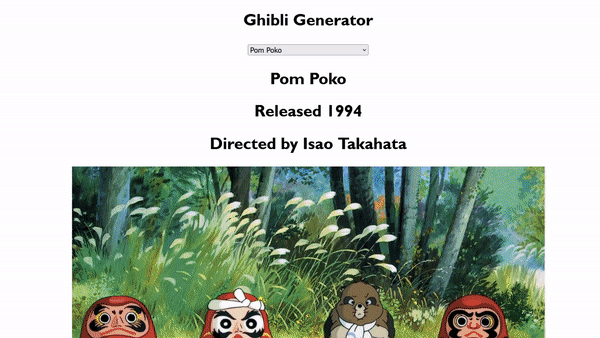 Ghibli Generator
Pom Poko
Pom Poko
Released 1994
Directed by Isao Takahata